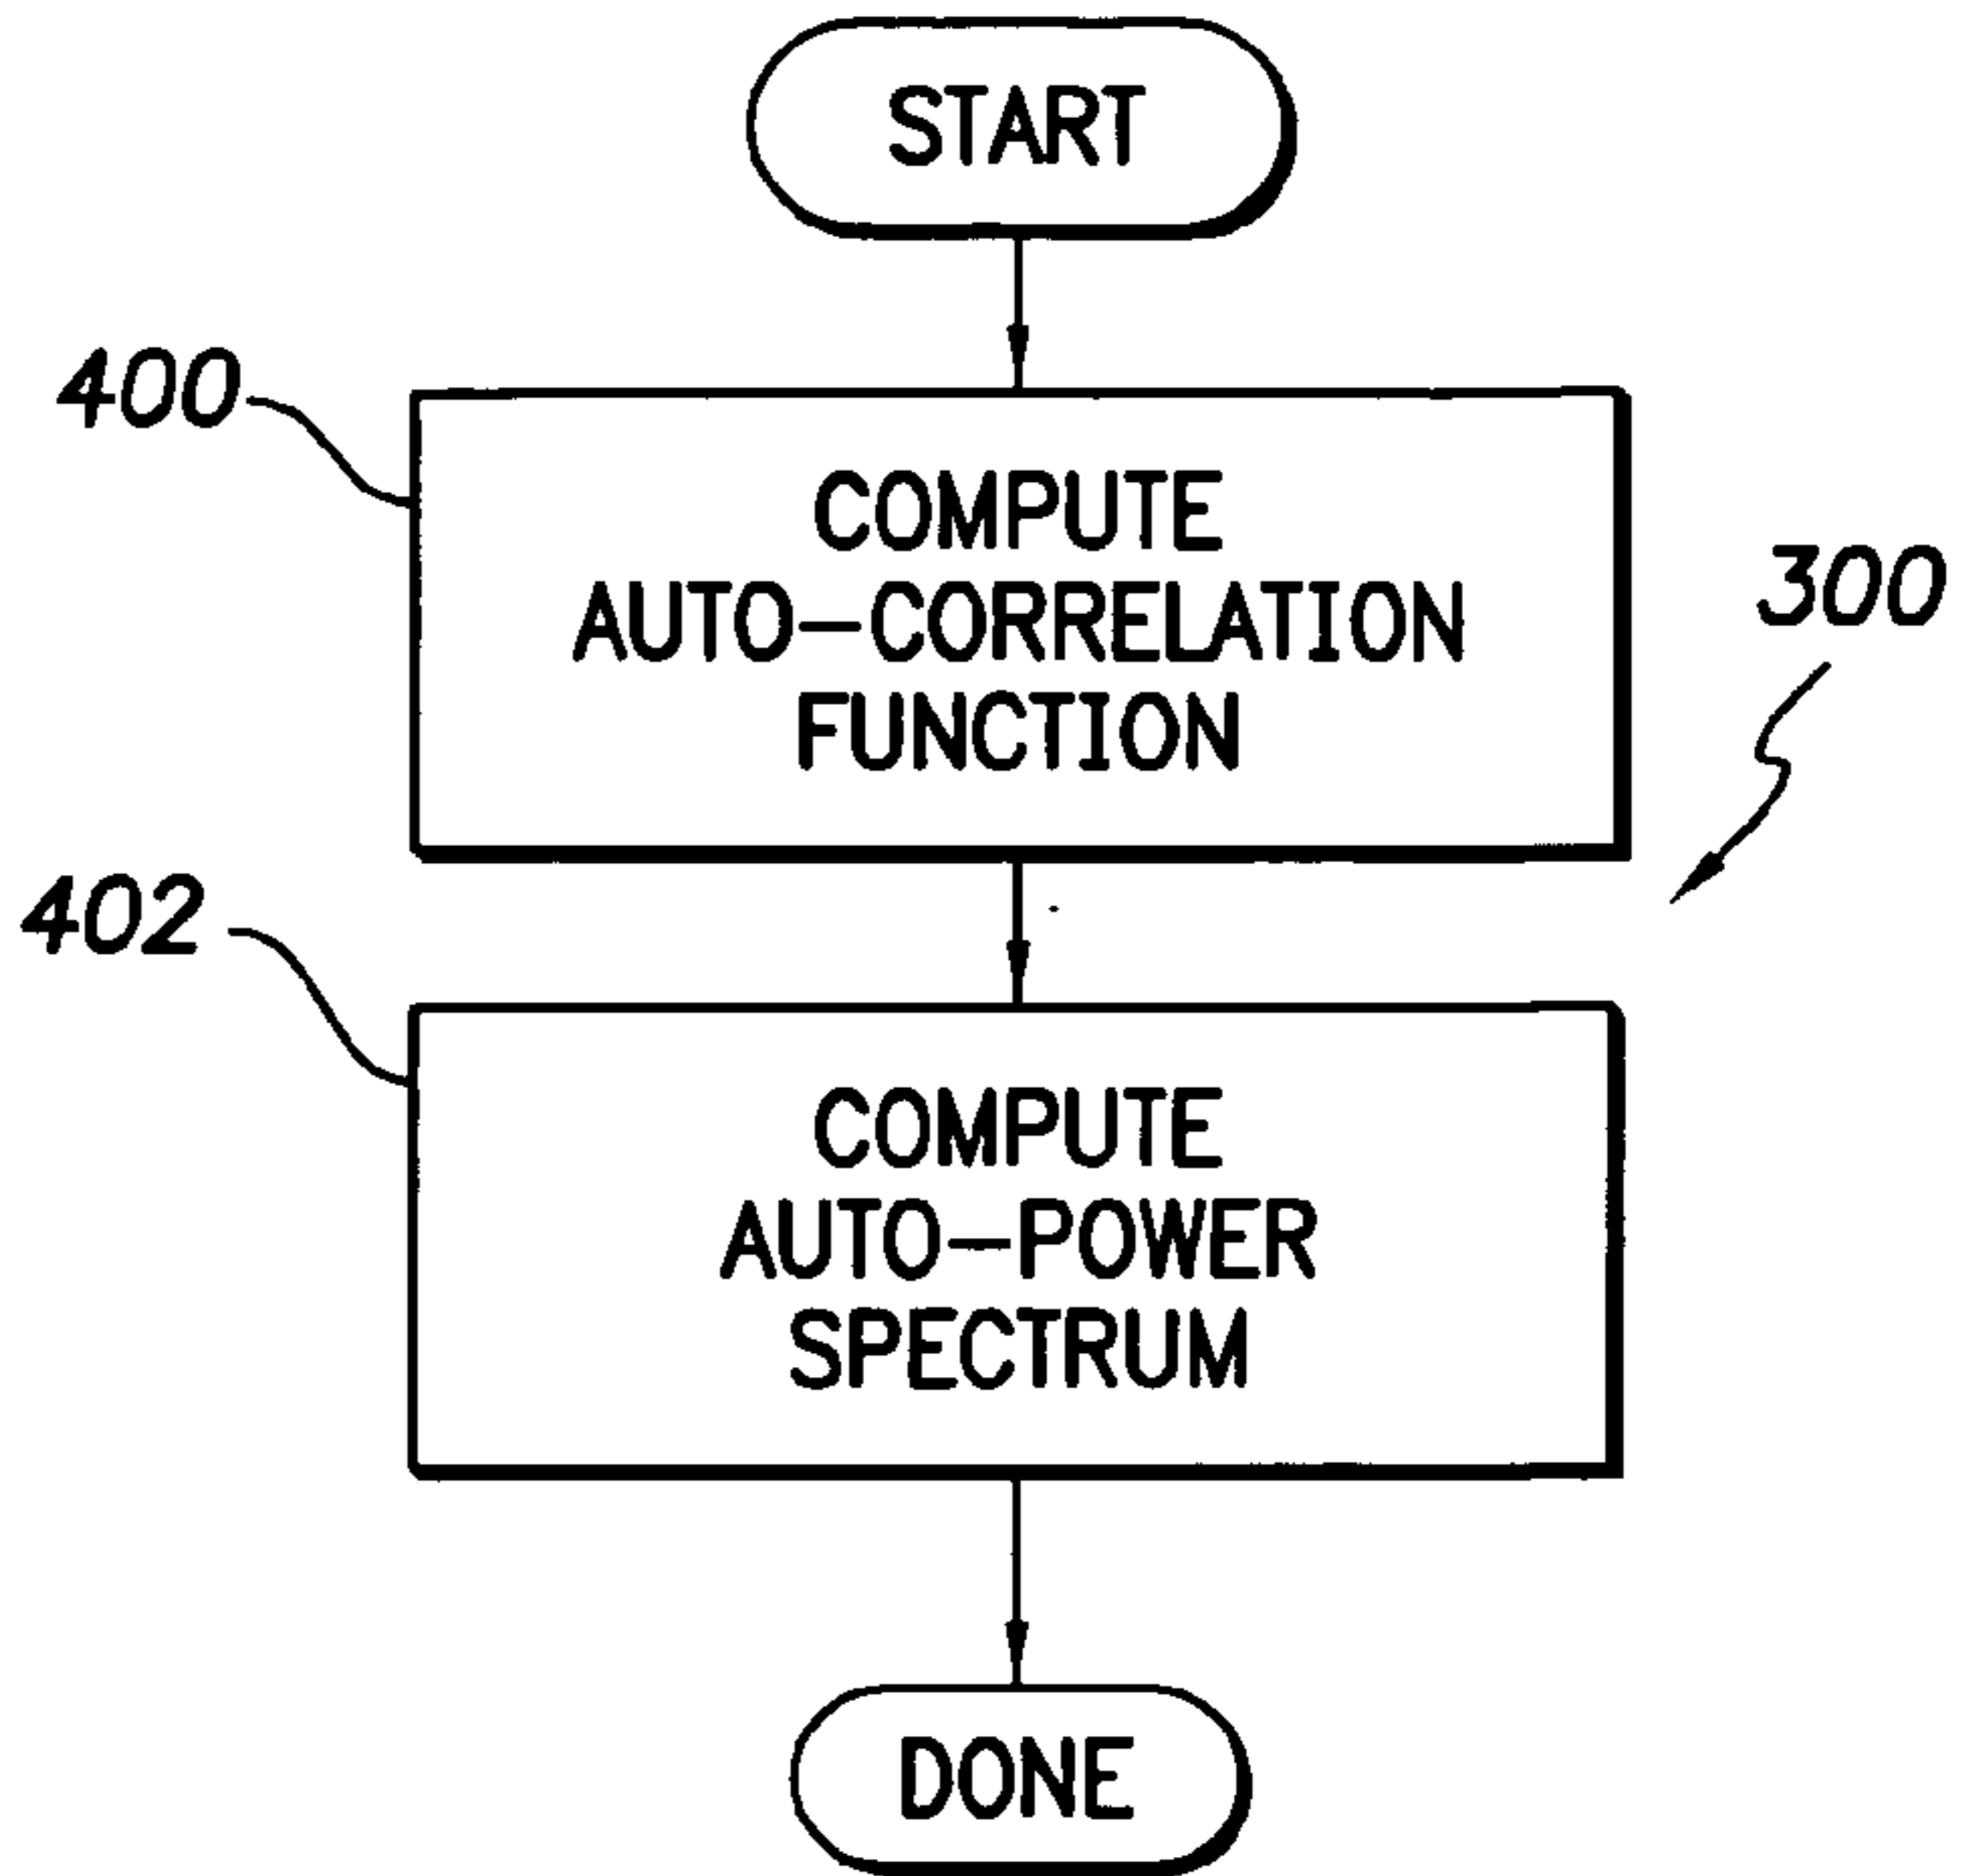 START
400
COMPUTE
AUTO-CORRELATION
FUNCTION
300
402
COMPUTE
AUTO-POWER
SPECTRUM
DONE